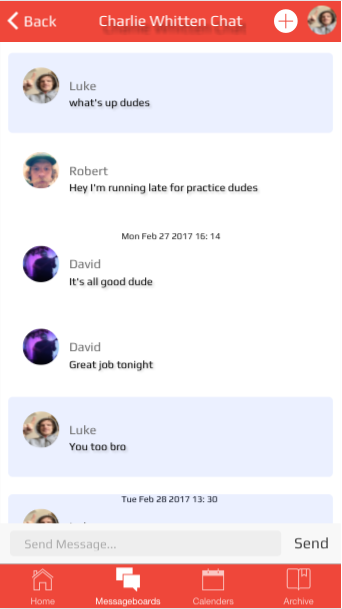 Back
Charlie Whitten Chat
Luke
what's up dudes
Robert
Hey I'm running late for practice dudes
Mon Feb 27 2017 16: 14
David
It's all good dude
David
Great job tonight
Luke
You too bro
Tue Feb 28 2017 13: 30
Send Message...
Send
Home
Messageboards
Calenders
Archive